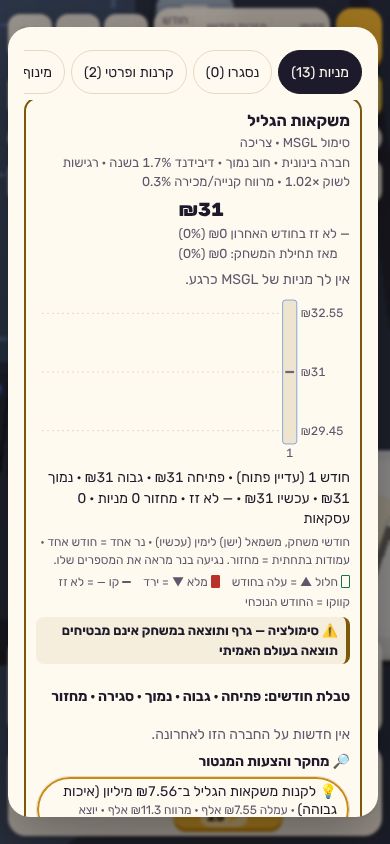 מניות (13)
נסגרו (0)
קרנות ופרטי (2)
מינוף
משקאות הגליל
סימול MSGL • צריכה
חברה בינונית • חוב נמוך • דיבידנד 1.7% בשנה • רגישות
לשוק ×1.02 • מרווח קנייה/מכירה 0.3%
₪31
— לא זז בחודש האחרון ₪0 (0%)
מאז תחילת המשחק: ₪0 (0%)
אין לך מניות של MSGL כרגע.
₪32.55
₪31
₪29.45
1
חודש 1 (עדיין פתוח) • פתיחה ₪31 • גבוה ₪31 • נמוך
₪31 • עכשיו ₪31 • — לא זז • מחזור 0 מניות • 0
עסקאות
חודשי משחק, משמאל (ישן) לימין (עכשיו) • נר אחד = חודש אחד •
עמודות בתחתית = מחזור. נגיעה בנר מראה את המספרים שלו.
חלול ▲ = עלה בחודש מלא ▼ = ירד קו — = לא זז
קווקו = החודש הנוכחי
⚠️ סימולציה — גרף ותוצאה במשחק אינם מבטיחים
תוצאה בעולם האמיתי
טבלת חודשים: פתיחה • גבוה • נמוך • סגירה • מחזור
אין חדשות על החברה הזו לאחרונה.
🔎 מחקר והצעות המנטור
💡 לקנות משקאות הגליל ב־₪7.56 מיליון (איכות
גבוהה) • עמלה ₪7.55 אלף • מרווח ₪11.3 אלף • יוצא